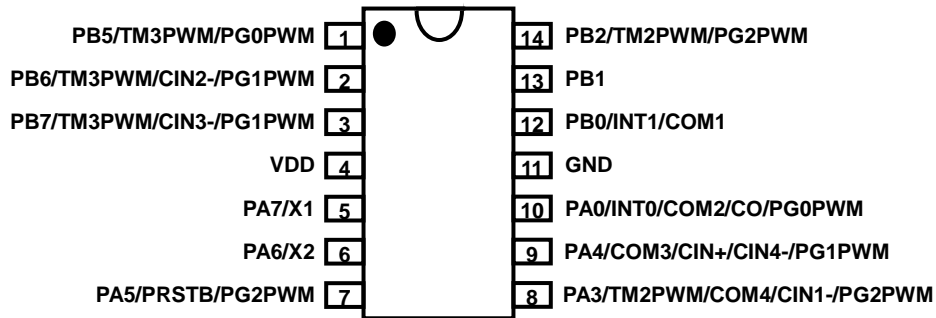 PB5/TM3PWM/PG0PWM 1 14 PB2/TM2PWM/PG2PWM
PB6/TM3PWM/CIN2-/PG1PWM 2 13 PB1
PB7/TM3PWM/CIN3-/PG1PWM 3 12 PB0/INT1/COM1
VDD 4 11 GND
PA7/X1 5 10 PA0/INT0/COM2/CO/PG0PWM
PA6/X2 6 9 PA4/COM3/CIN+/CIN4-/PG1PWM
PA5/PRSTB/PG2PWM 7 8 PA3/TM2PWM/COM4/CIN1-/PG2PWM